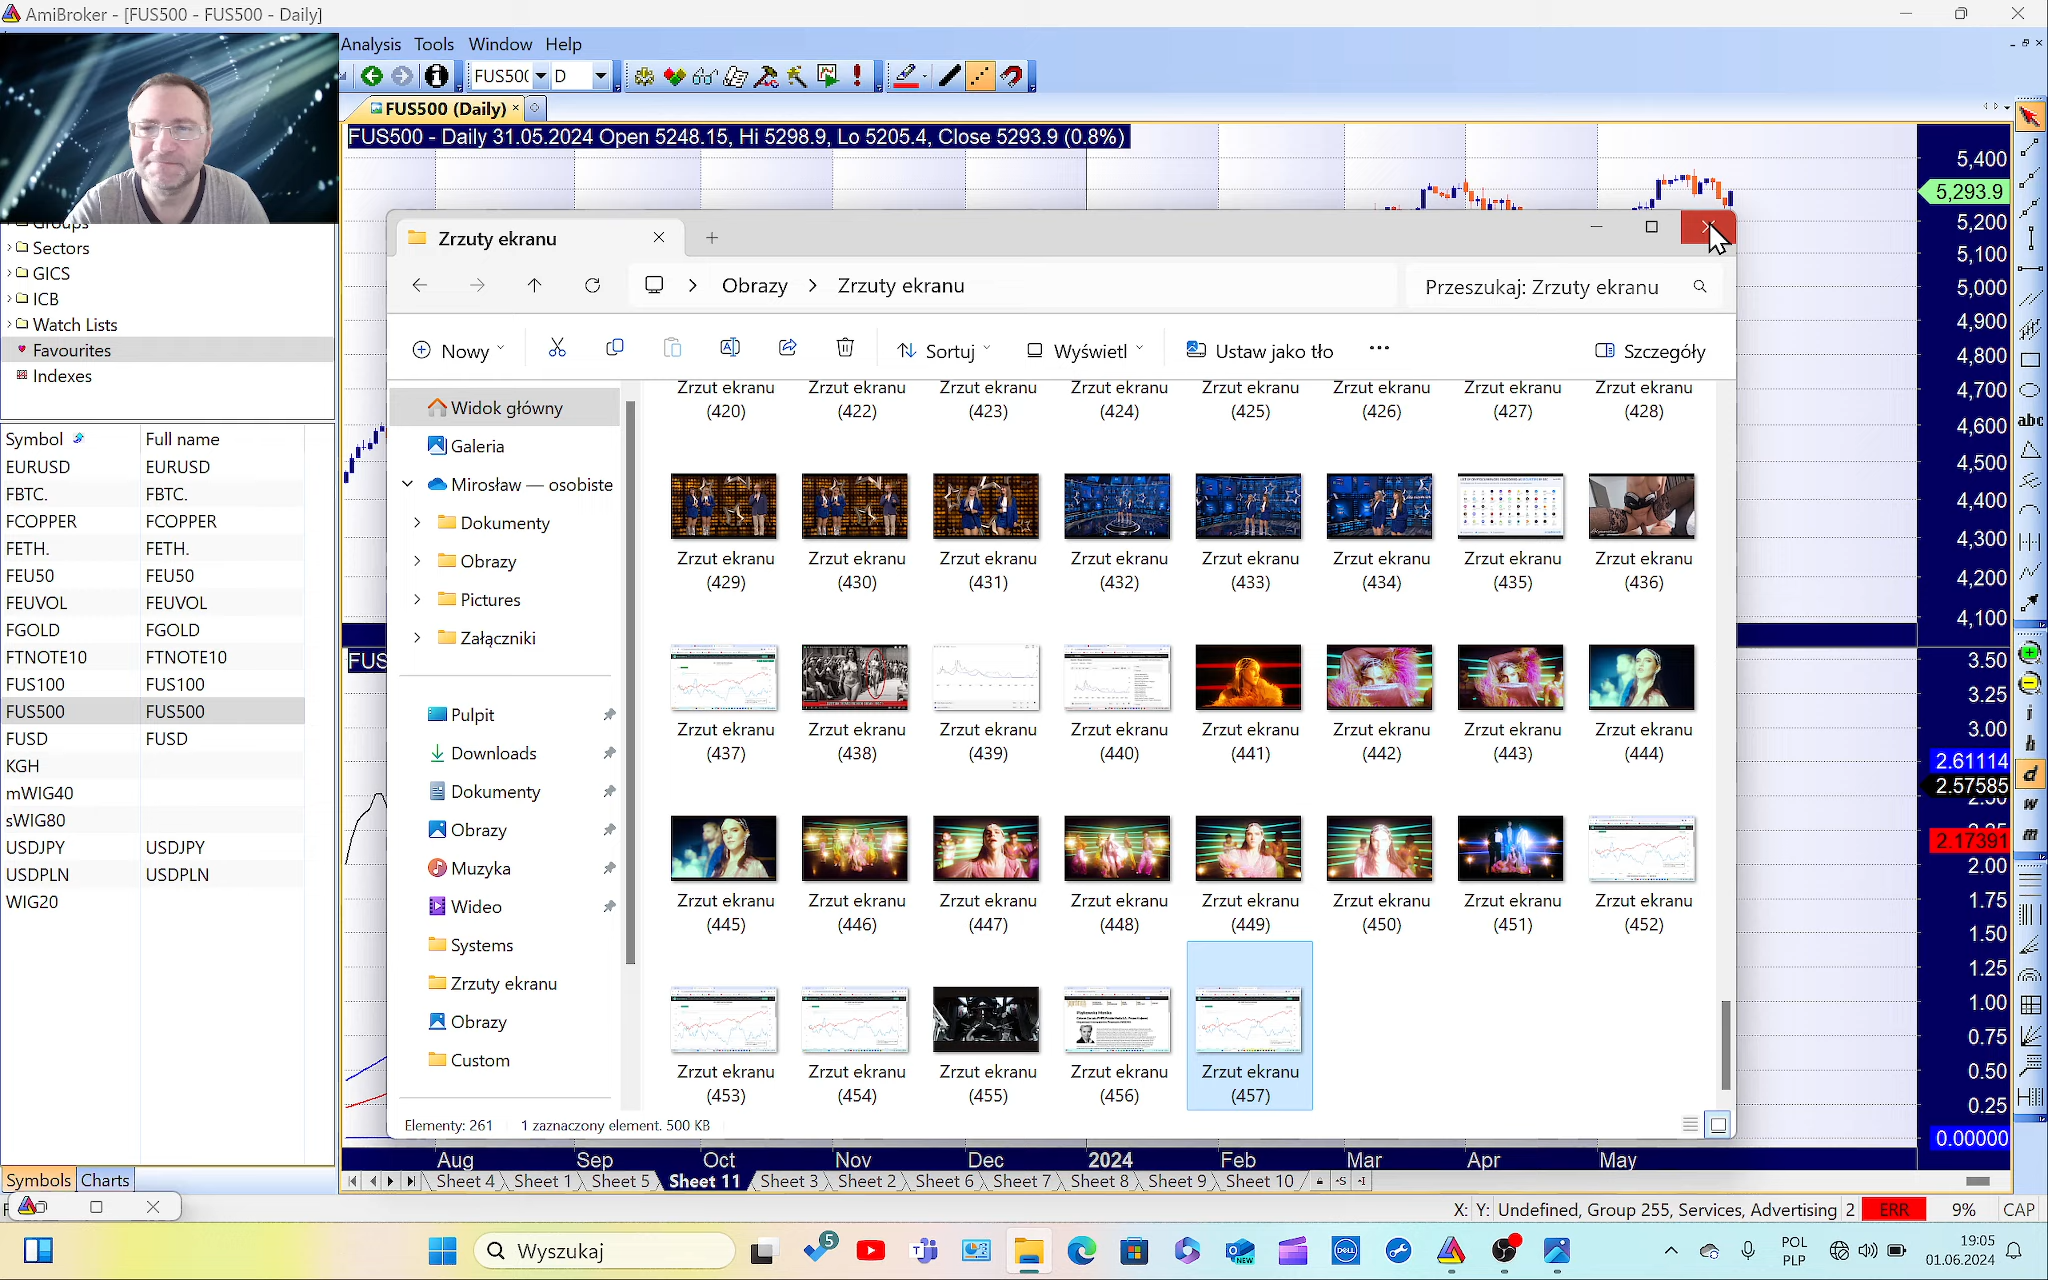 AmiBroker - [FUS500 - FUS500 - Daily]
Analysis Tools Window Help
FUS500 D
FUS500 (Daily)
FUS500 - Daily 31.05.2024 Open 5248.15, Hi 5298.9, Lo 5205.4, Close 5293.9 (0.8%)
Groups
Sectors
GICS
ICB
Watch Lists
Favourites
Indexes
Symbol Full name
EURUSD EURUSD
FBTC. FBTC.
FCOPPER FCOPPER
FETH. FETH.
FEU50 FEU50
FEUVOL FEUVOL
FGOLD FGOLD
FTNOTE10 FTNOTE10
FUS100 FUS100
FUS500 FUS500
FUSD FUSD
KGH
mWIG40
sWIG80
USDJPY USDJPY
USDPLN USDPLN
WIG20
Symbols Charts
Zrzuty ekranu
Obrazy > Zrzuty ekranu
Przeszukaj: Zrzuty ekranu
Nowy Sortuj Wyświetl Ustaw jako tło Szczegóły
Widok główny
Galeria
Mirosław — osobiste
Dokumenty
Obrazy
Pictures
Załączniki
Pulpit
Downloads
Dokumenty
Obrazy
Muzyka
Wideo
Systems
Zrzuty ekranu
Obrazy
Custom
Zrzut ekranu (420)
Zrzut ekranu (422)
Zrzut ekranu (423)
Zrzut ekranu (424)
Zrzut ekranu (425)
Zrzut ekranu (426)
Zrzut ekranu (427)
Zrzut ekranu (428)
Zrzut ekranu (429)
Zrzut ekranu (430)
Zrzut ekranu (431)
Zrzut ekranu (432)
Zrzut ekranu (433)
Zrzut ekranu (434)
Zrzut ekranu (435)
Zrzut ekranu (436)
Zrzut ekranu (437)
Zrzut ekranu (438)
Zrzut ekranu (439)
Zrzut ekranu (440)
Zrzut ekranu (441)
Zrzut ekranu (442)
Zrzut ekranu (443)
Zrzut ekranu (444)
Zrzut ekranu (445)
Zrzut ekranu (446)
Zrzut ekranu (447)
Zrzut ekranu (448)
Zrzut ekranu (449)
Zrzut ekranu (450)
Zrzut ekranu (451)
Zrzut ekranu (452)
Zrzut ekranu (453)
Zrzut ekranu (454)
Zrzut ekranu (455)
Zrzut ekranu (456)
Zrzut ekranu (457)
Elementy: 261 1 zaznaczony element. 500 KB
FUS
5,400
5,293.9
5,200
5,100
5,000
4,900
4,800
4,700
4,600
4,500
4,400
4,300
4,200
4,100
3.50
3.25
3.00
2.61114
2.57585
2.17391
2.00
1.75
1.50
1.25
1.00
0.75
0.50
0.25
0.00000
abc
i
h
d
w
m
Aug Sep Oct Nov Dec 2024 Feb Mar Apr May
Sheet 4 Sheet 1 Sheet 5 Sheet 11 Sheet 3 Sheet 2 Sheet 6 Sheet 7 Sheet 8 Sheet 9 Sheet 10
X: Y: Undefined, Group 255, Services, Advertising 2 ERR 9% CAP
Wyszukaj
5
NEW
DELL
POL
PLP
19:05
01.06.2024